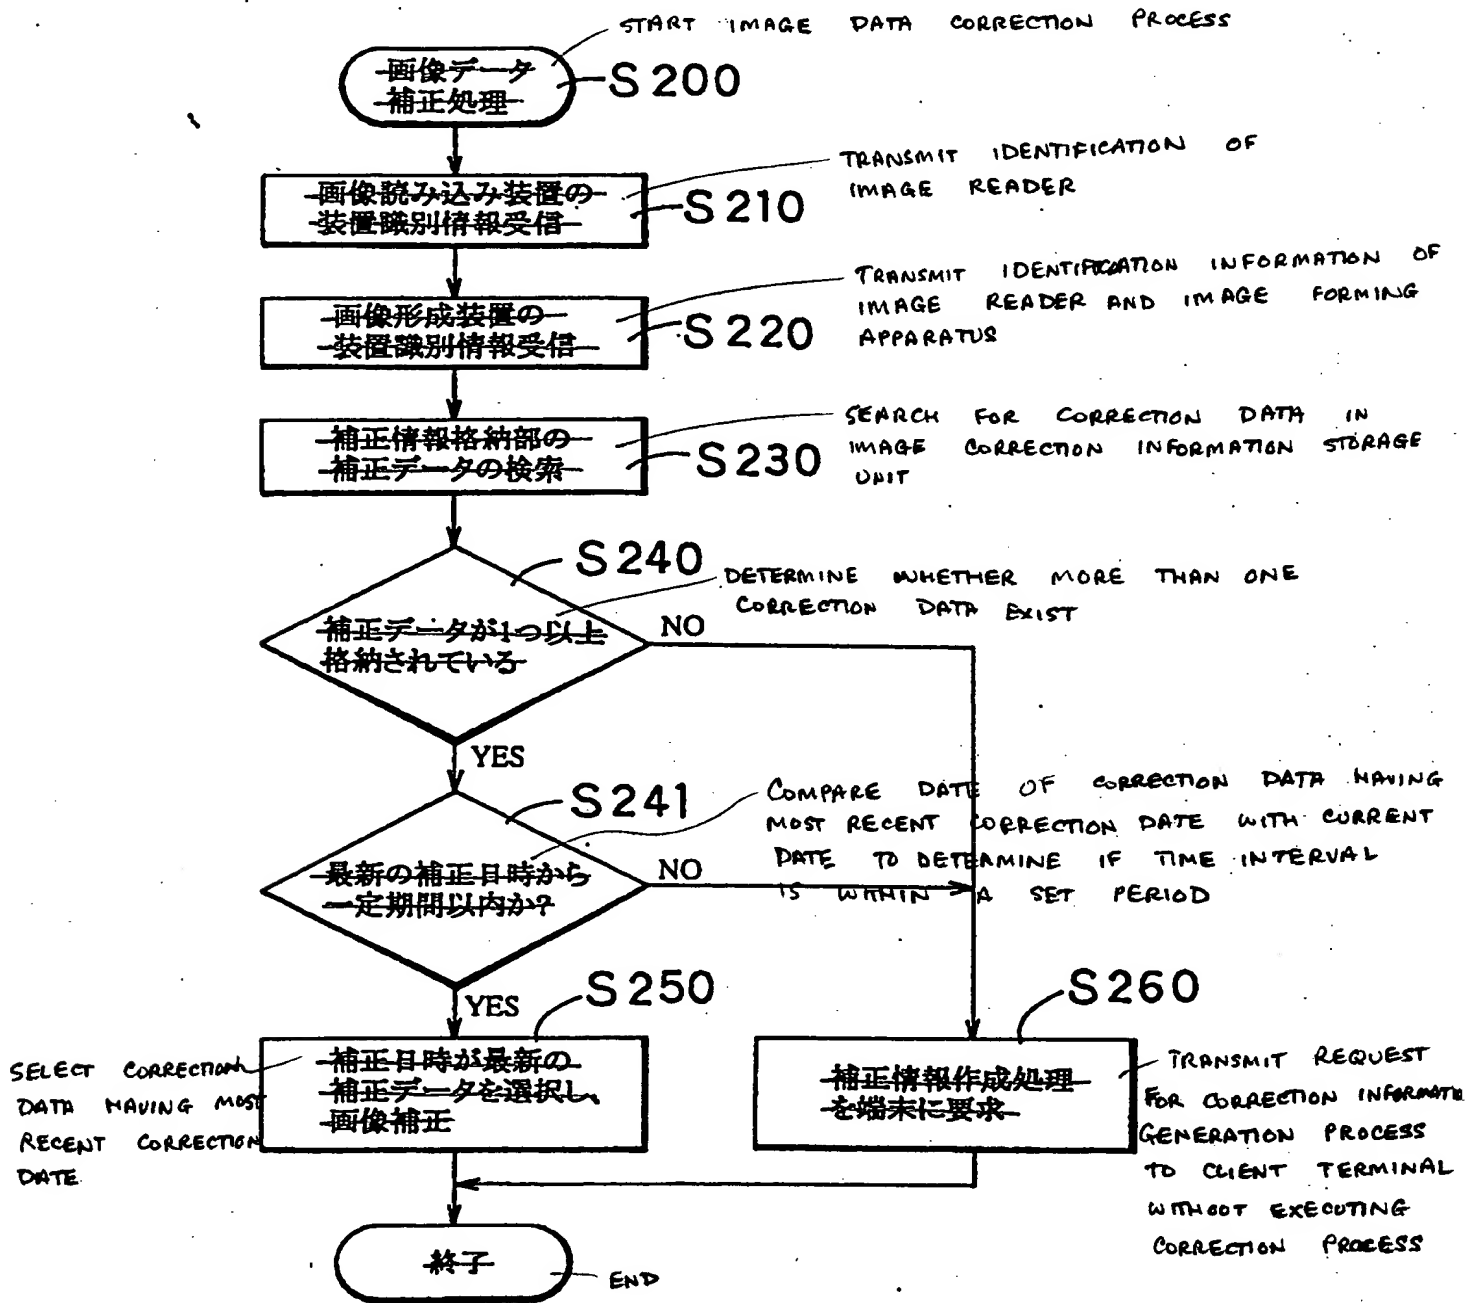 START IMAGE DATA CORRECTION PROCESS
画像データ
補正処理
S200
TRANSMIT IDENTIFICATION OF
IMAGE READER
画像読み込み装置の
装置識別情報受信
S210
TRANSMIT IDENTIFICATION INFORMATION OF
IMAGE READER AND IMAGE FORMING
APPARATUS
画像形成装置の
装置識別情報受信
S220
SEARCH FOR CORRECTION DATA IN
IMAGE CORRECTION INFORMATION STORAGE
UNIT
補正情報格納部の
補正データの検索
S230
S240
DETERMINE WHETHER MORE THAN ONE
CORRECTION DATA EXIST
補正データが1つ以上
格納されている
NO
YES
S241
COMPARE DATE OF CORRECTION DATA HAVING
MOST RECENT CORRECTION DATE WITH CURRENT
DATE TO DETERMINE IF TIME INTERVAL
IS WITHIN A SET PERIOD
最新の補正日時から
一定期間以内か?
NO
YES
S250
SELECT CORRECTION
DATA HAVING MOST
RECENT CORRECTION
DATE
補正日時が最新の
補正データを選択し、
画像補正
S260
補正情報作成処理
を端末に要求
TRANSMIT REQUEST
FOR CORRECTION INFORMATIO
GENERATION PROCESS
TO CLIENT TERMINAL
WITHOUT EXECUTING
CORRECTION PROCESS
終了
END